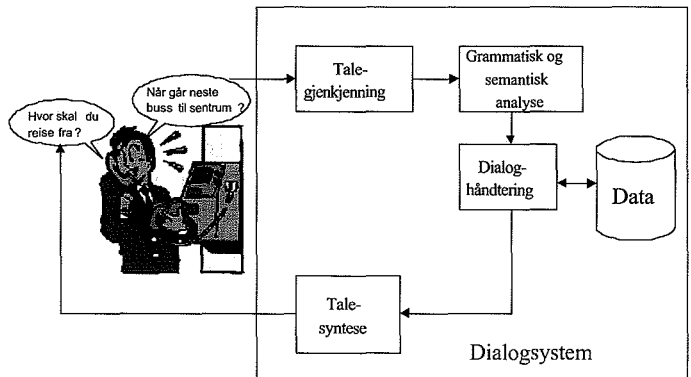 Når går neste
buss til sentrum ?
Hvor skal du
reise fra ?
Tale-
gjenkjenning
Grammatisk og
semantisk
analyse
Dialog-
håndtering
Data
Tale-
syntese
Dialogsystem